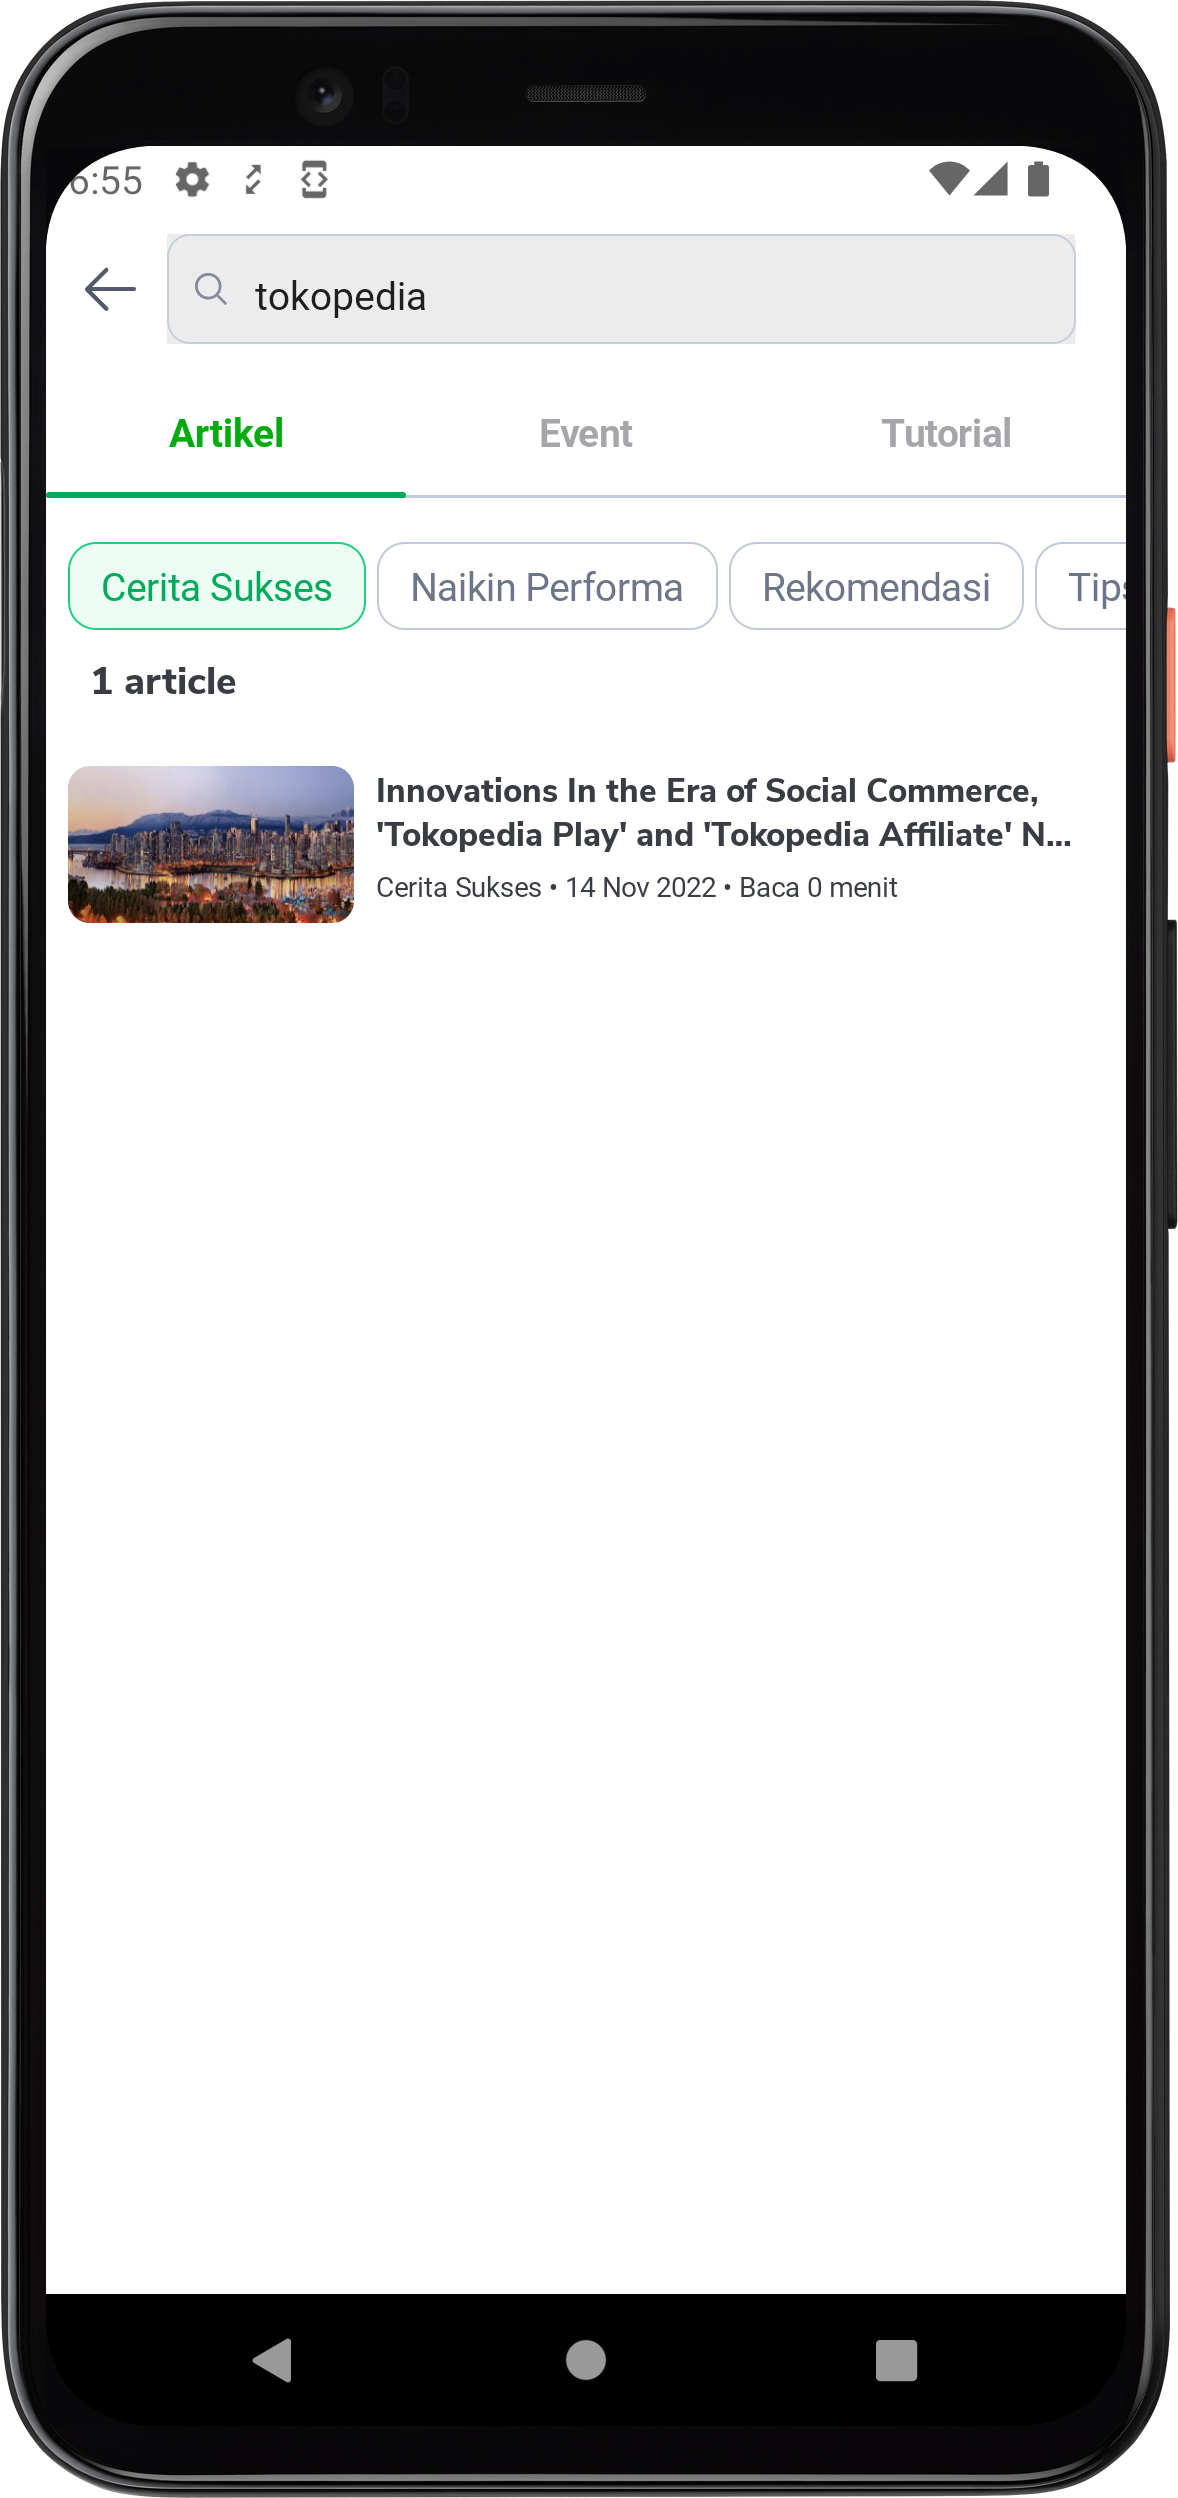 6:55
tokopedia
Artikel
Event
Tutorial
Cerita Sukses
Naikin Performa
Rekomendasi
Tips
1 article
Innovations In the Era of Social Commerce,
'Tokopedia Play' and 'Tokopedia Affiliate' N...
Cerita Sukses • 14 Nov 2022 • Baca 0 menit